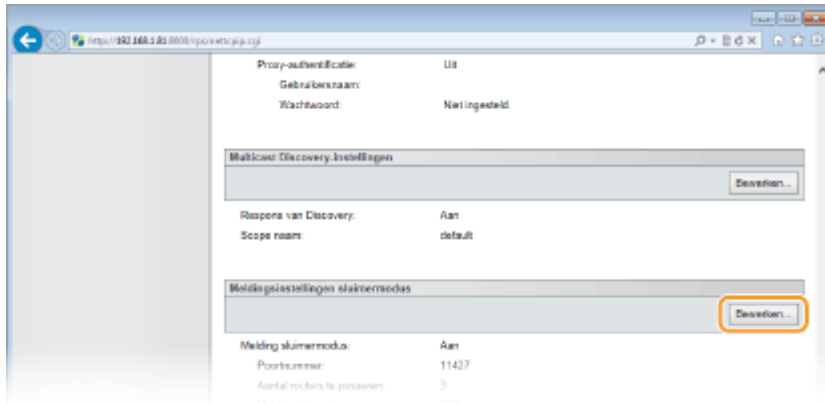 Proxy-authentificatie: Uit
Gebruikersnaam:
Wachtwoord: Niet ingesteld.
Multicast Discovery-instellingen
Bewerken...
Respons van Discovery: Aan
Scope naam: default
Meldingsinstellingen sluimermodus
Bewerken...
Melding sluimermodus: Aan
Poortnummer: 11427
Aantal routers te passeren: 3